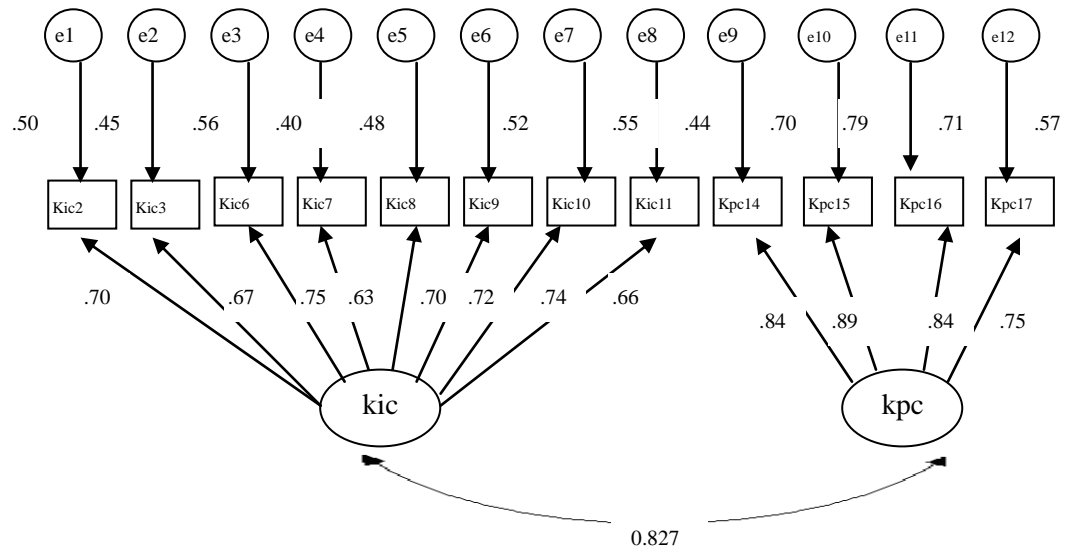 e1 e2 e3 e4 e5 e6 e7 e8 e9 e10 e11 e12
.50 .45 .56 .40 .48 .52 .55 .44 .70 .79 .71 .57
Kic2 Kic3 Kic6 Kic7 Kic8 Kic9 Kic10 Kic11 Kpc14 Kpc15 Kpc16 Kpc17
.70 .67 .75 .63 .70 .72 .74 .66 .84 .89 .84 .75
kic kpc
0.827